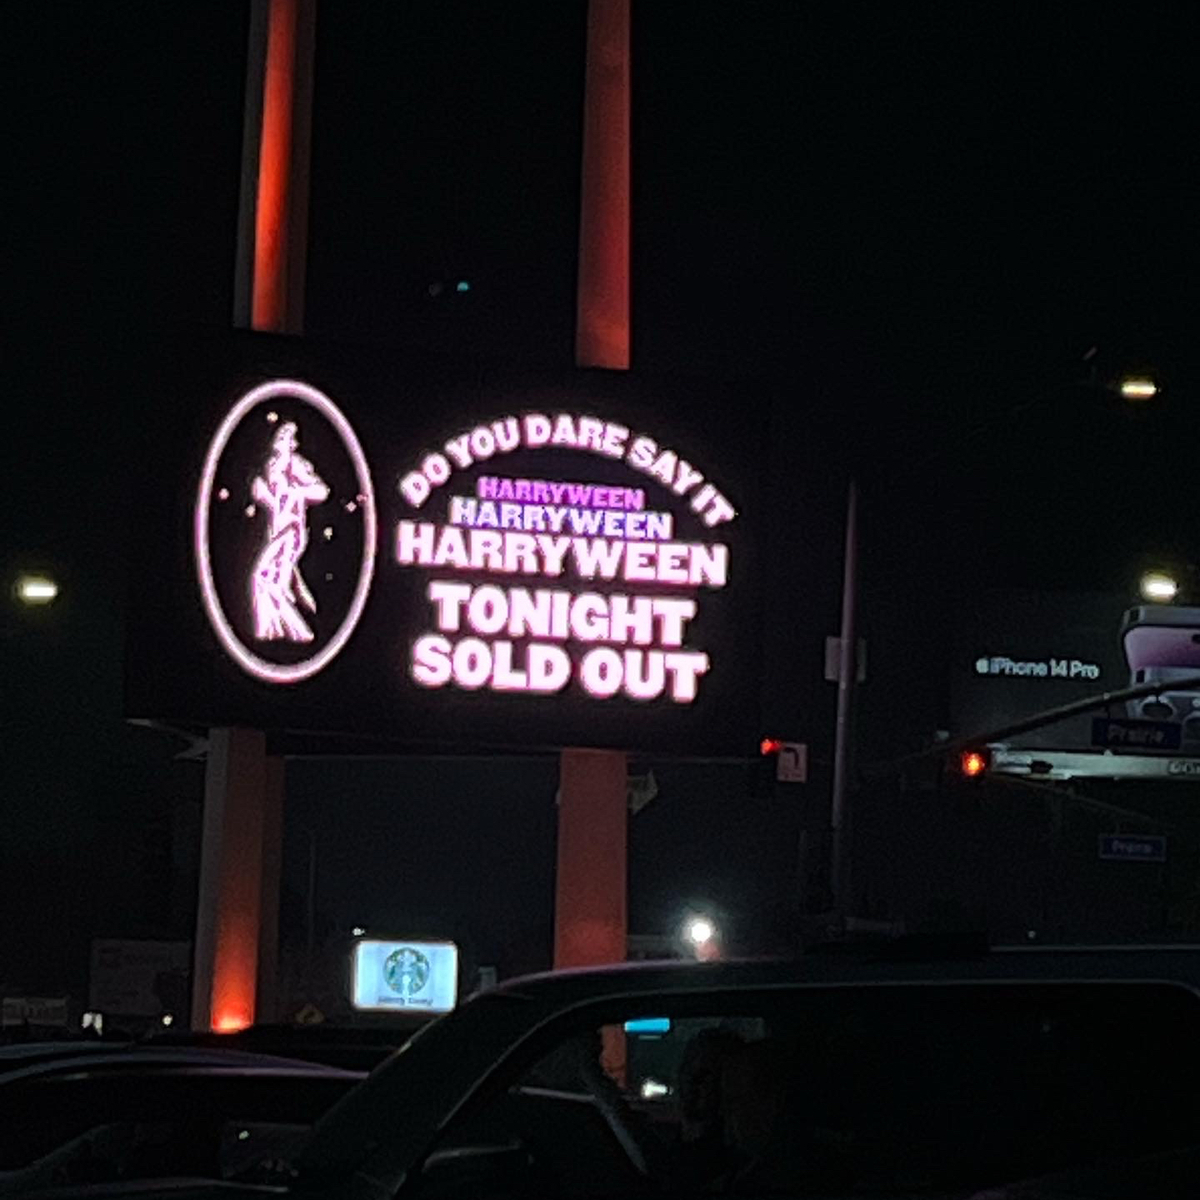 DO YOU DARE SAY IT
HARRYWEEN
HARRYWEEN
HARRYWEEN
TONIGHT
SOLD OUT
iPhone 14 Pro
Prairie